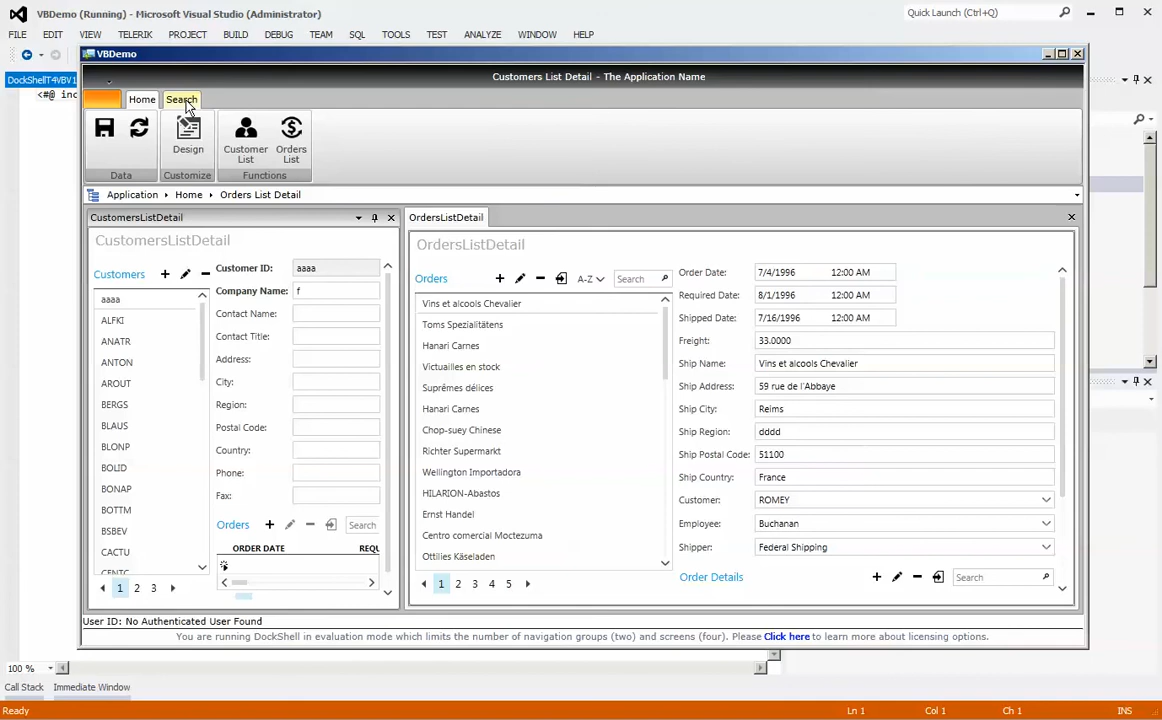 VBDemo (Running) - Microsoft Visual Studio (Administrator)
Quick Launch (Ctrl+Q)
FILE EDIT VIEW TELERIK PROJECT BUILD DEBUG TEAM SQL TOOLS TEST ANALYZE WINDOW HELP
VBDemo
DockShellT4VBV1
Customers List Detail - The Application Name
<#@ inc
Home Search
Design
Customer List
Orders List
Data Customize Functions
Application Home Orders List Detail
CustomersListDetail
CustomersListDetail
Customers
aaaa
ALFKI
ANATR
ANTON
AROUT
BERGS
BLAUS
BLONP
BOLID
BONAP
BOTTM
BSBEV
CACTU
CENTC
1 2 3
Customer ID: aaaa
Company Name: f
Contact Name:
Contact Title:
Address:
City:
Region:
Postal Code:
Country:
Phone:
Fax:
Orders Search
ORDER DATE REQU
OrdersListDetail
OrdersListDetail
Orders A-Z Search
Vins et alcools Chevalier
Toms Spezialitätens
Hanari Carnes
Victuailles en stock
Suprêmes délices
Hanari Carnes
Chop-suey Chinese
Richter Supermarkt
Wellington Importadora
HILARION-Abastos
Ernst Handel
Centro comercial Moctezuma
Ottilies Käseladen
1 2 3 4 5
Order Date: 7/4/1996 12:00 AM
Required Date: 8/1/1996 12:00 AM
Shipped Date: 7/16/1996 12:00 AM
Freight: 33.0000
Ship Name: Vins et alcools Chevalier
Ship Address: 59 rue de l'Abbaye
Ship City: Reims
Ship Region: dddd
Ship Postal Code: 51100
Ship Country: France
Customer: ROMEY
Employee: Buchanan
Shipper: Federal Shipping
Order Details Search
User ID: No Authenticated User Found
You are running DockShell in evaluation mode which limits the number of navigation groups (two) and screens (four). Please Click here to learn more about licensing options.
100 %
Call Stack Immediate Window
Ready Ln 1 Col 1 Ch 1 INS